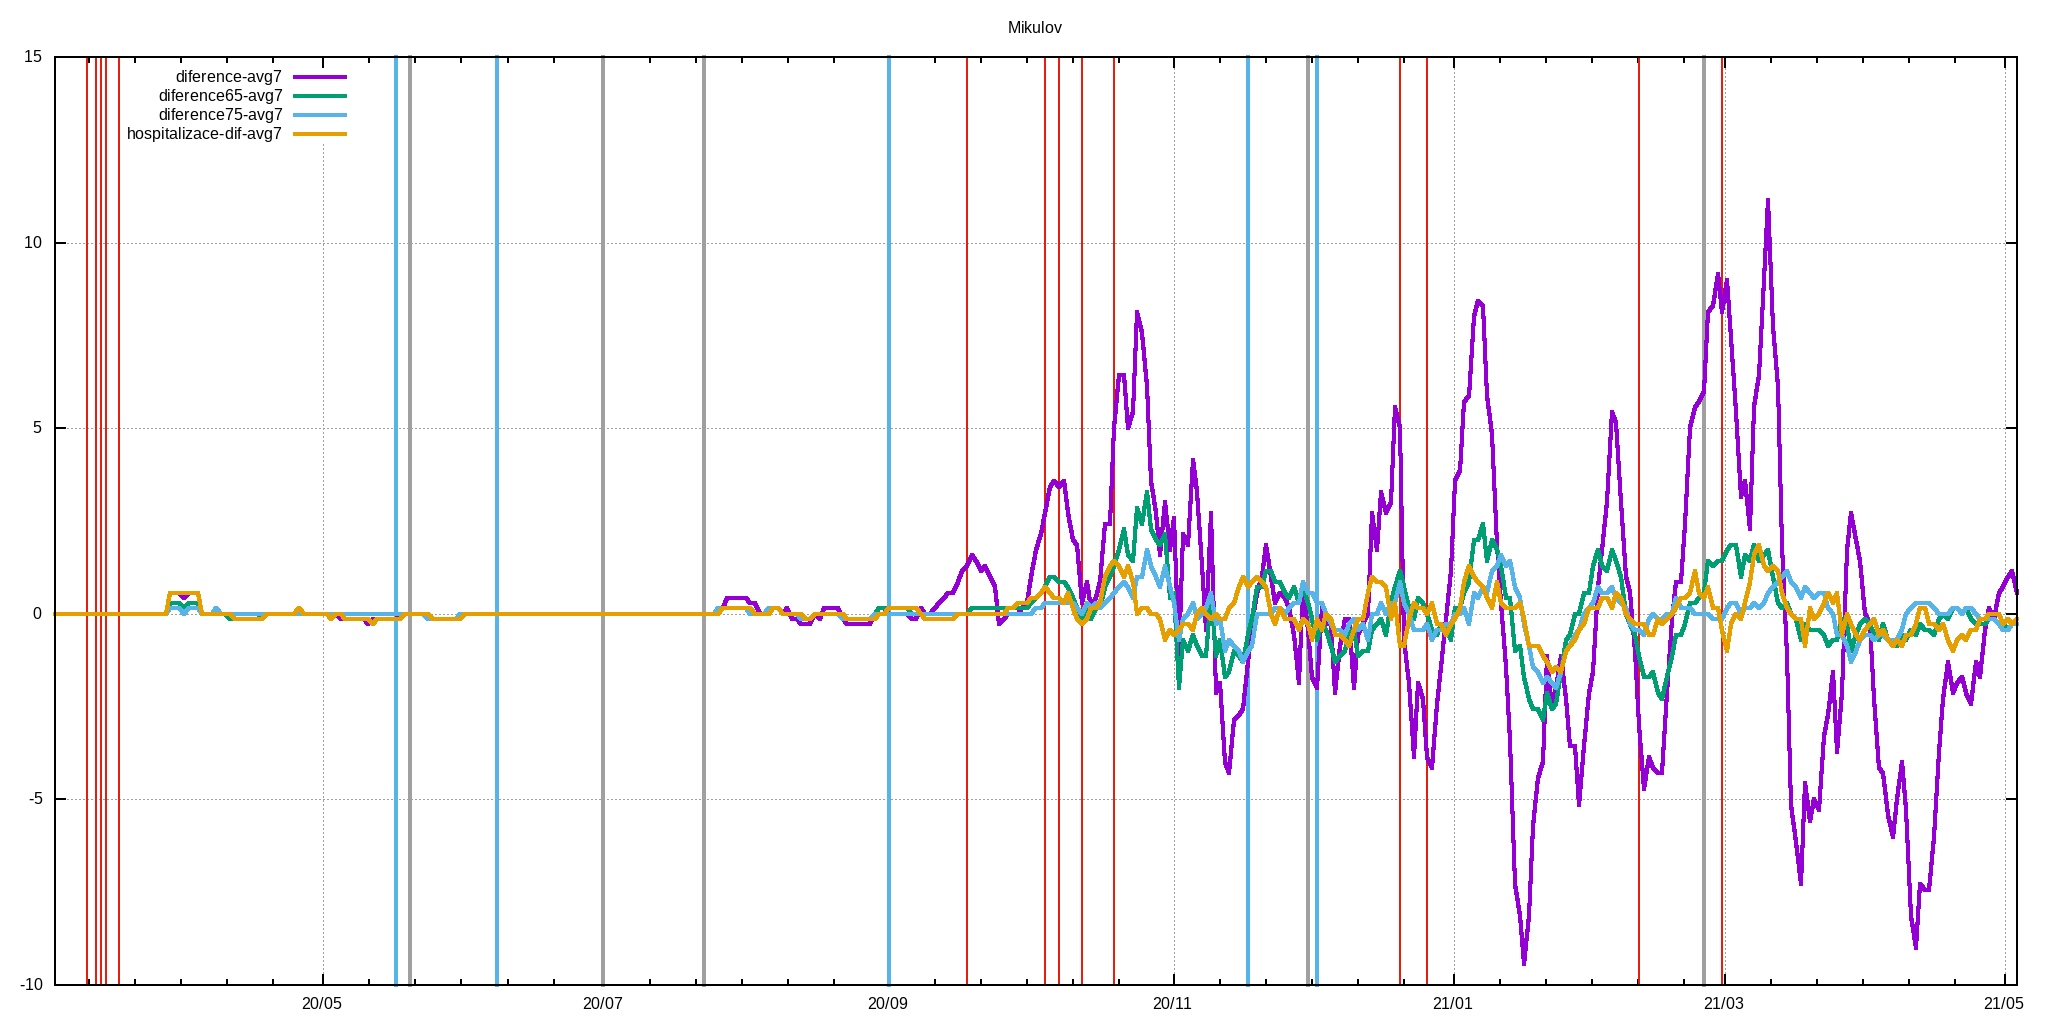 Mikulov
15
diference-avg7
diference65-avg7
diference75-avg7
hospitalizace-dif-avg7
10
5
0
-5
-10
20/05 20/07 20/09 20/11 21/01 21/03 21/05